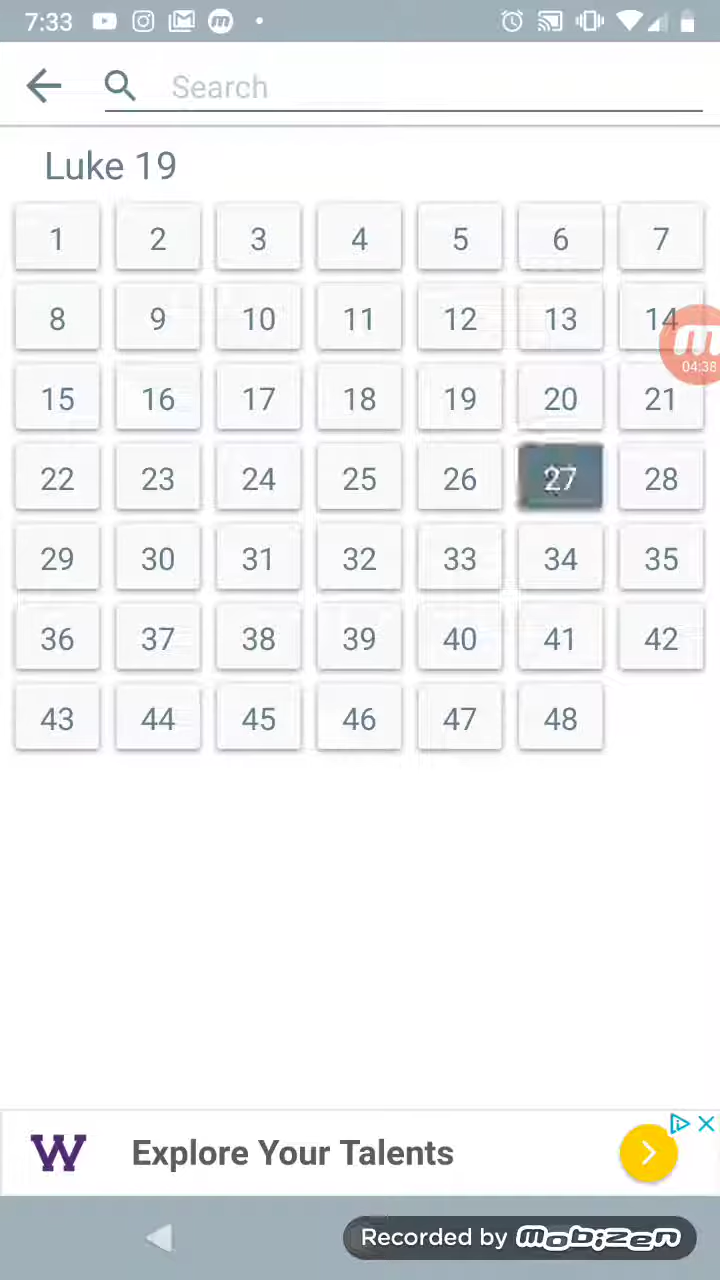 7:33
Search
Luke 19
1 2 3 4 5 6 7
8 9 10 11 12 13 14
15 16 17 18 19 20 21
22 23 24 25 26 27 28
29 30 31 32 33 34 35
36 37 38 39 40 41 42
43 44 45 46 47 48
04:38
W Explore Your Talents
Recorded by mobizen